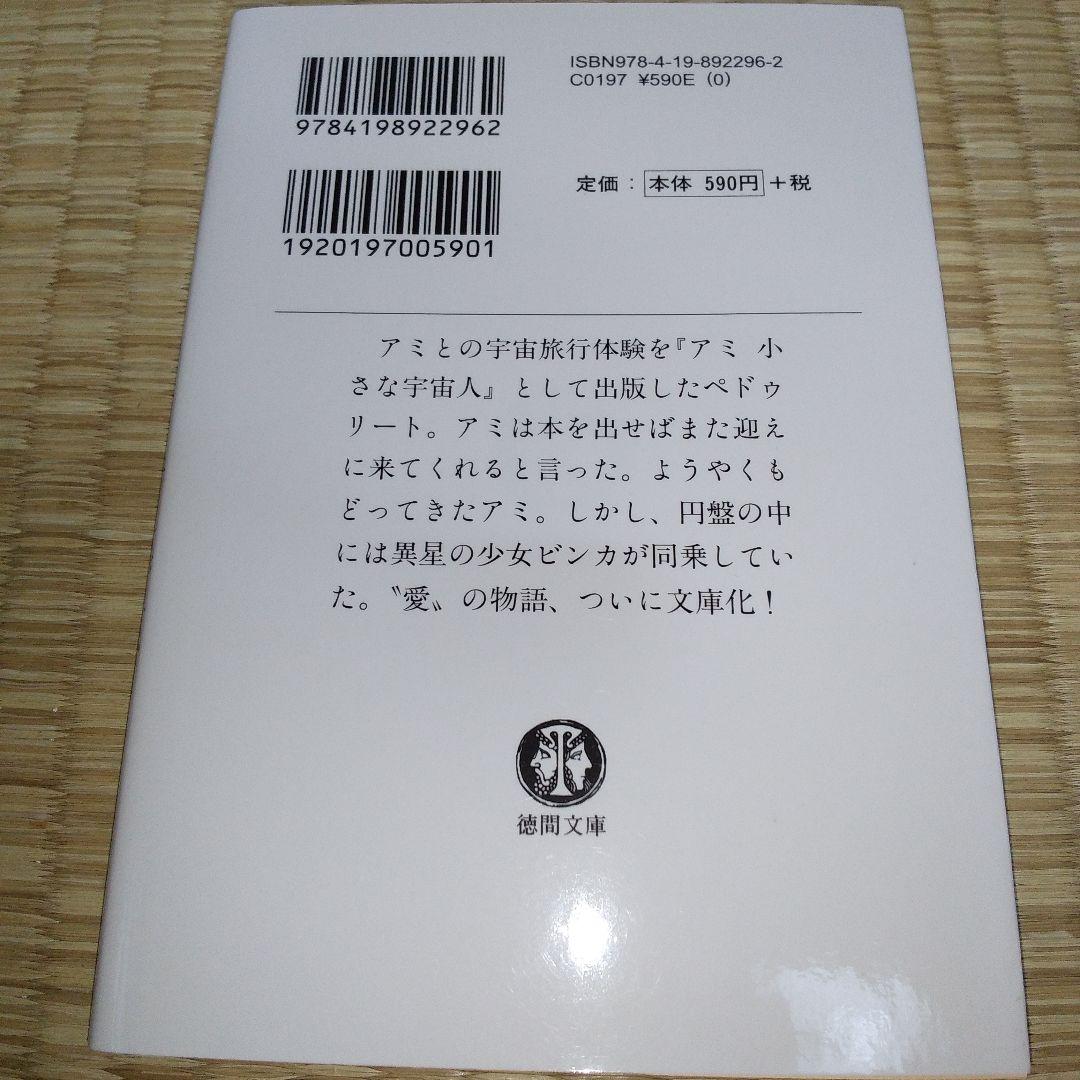 ISBN978-4-19-892296-2
C0197 ¥590E (0)
9784198922962
定価：本体 590円＋税
1920197005901
アミとの宇宙旅行体験を『アミ 小
さな宇宙人』として出版したペドゥ
リート。アミは本を出せばまた迎え
に来てくれると言った。ようやくも
どってきたアミ。しかし、円盤の中
には異星の少女ビンカが同乗してい
た。〝愛〟の物語、ついに文庫化！
徳間文庫